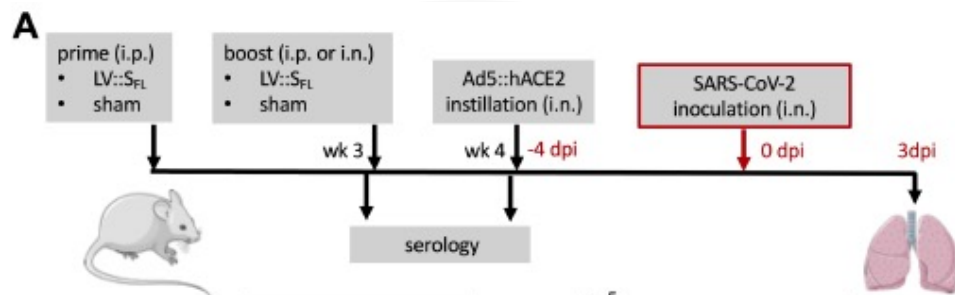 A
prime (i.p.)
• LV::SFL
• sham
boost (i.p. or i.n.)
• LV::SFL
• sham
Ad5::hACE2
instillation (i.n.)
SARS-CoV-2
inoculation (i.n.)
wk 3
wk 4
-4 dpi
0 dpi
3dpi
serology